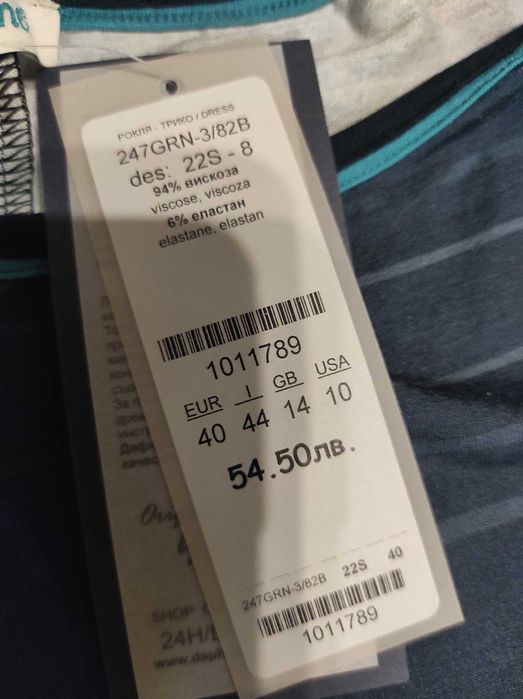 РОКЛЯ - ТРИКО / DRESS
247GRN-3/82B
des: 22S - 8
94% вискоза
viscose, viscoza
6% еластан
elastane, elastan
1011789
EUR I GB USA
40 44 14 10
54.50лв.
247GRN-3/82B 22S 40
1011789
SHOP
24H/
www.daph